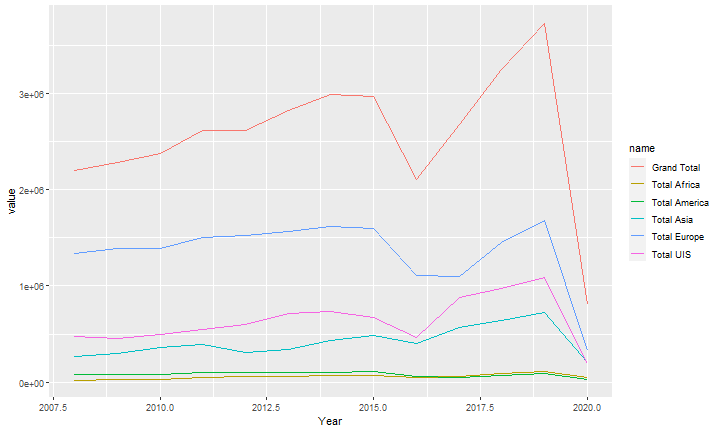 3e+06
2e+06
1e+06
0e+00
value
2007.5
2010.0
2012.5
2015.0
2017.5
2020.0
Year
name
Grand Total
Total Africa
Total America
Total Asia
Total Europe
Total UIS